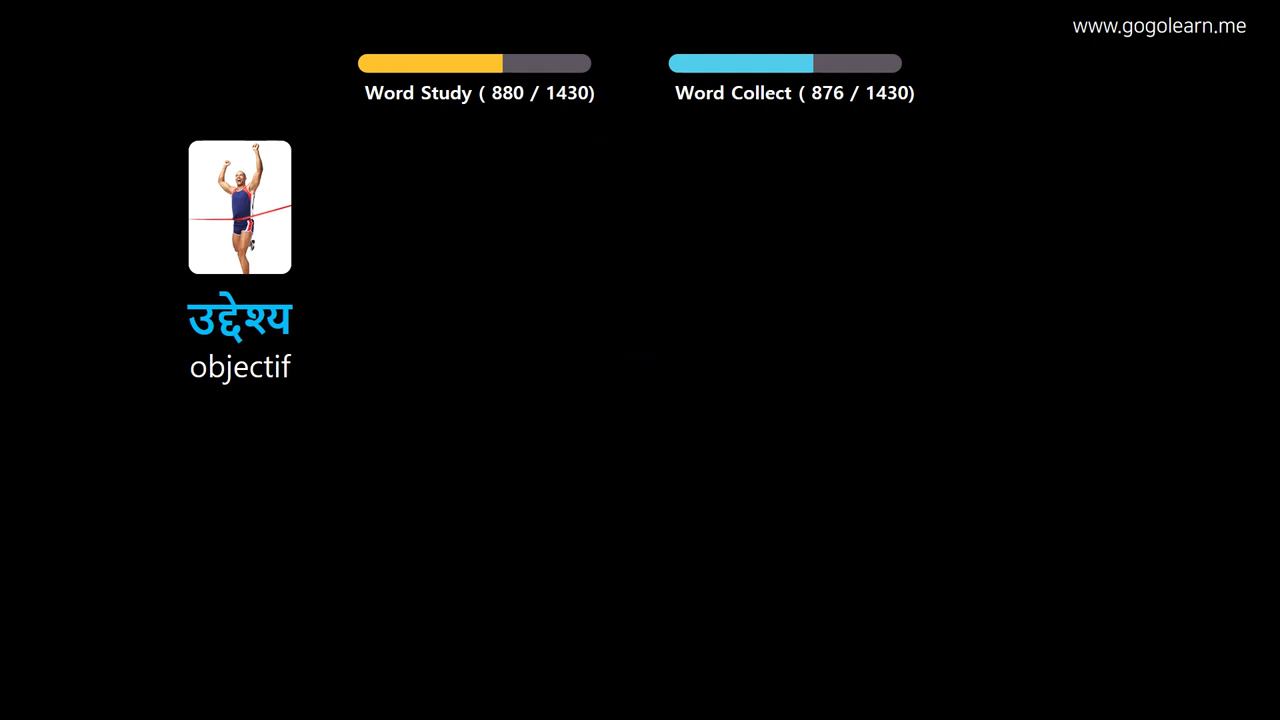 www.gogolearn.me
Word Study ( 880 / 1430)
Word Collect ( 876 / 1430)
उद्देश्य
objectif